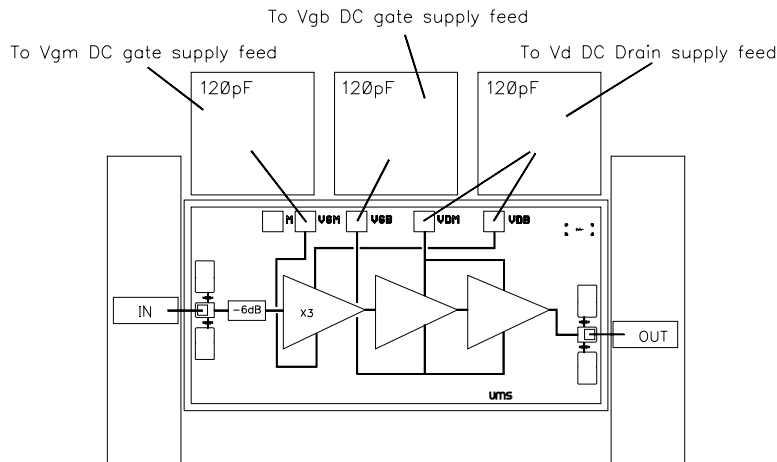 To Vgb DC gate supply feed
To Vgm DC gate supply feed
To Vd DC Drain supply feed
120pF
120pF
120pF
M
VGM
VGB
VDM
VDB
IN
-6dB
X3
OUT
ums